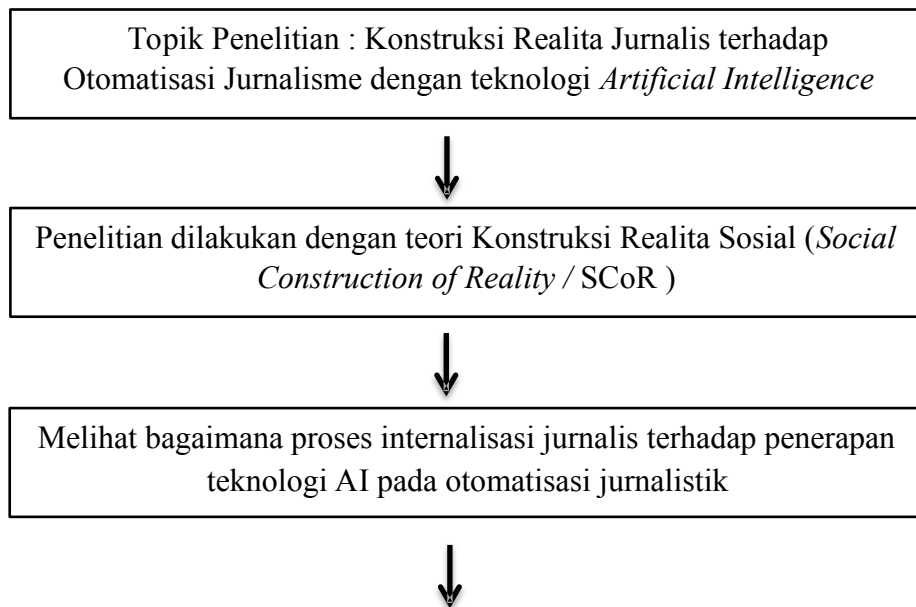 Topik Penelitian : Konstruksi Realita Jurnalis terhadap
Otomatisasi Jurnalisme dengan teknologi Artificial Intelligence
Penelitian dilakukan dengan teori Konstruksi Realita Sosial (Social
Construction of Reality / SCoR )
Melihat bagaimana proses internalisasi jurnalis terhadap penerapan
teknologi AI pada otomatisasi jurnalistik